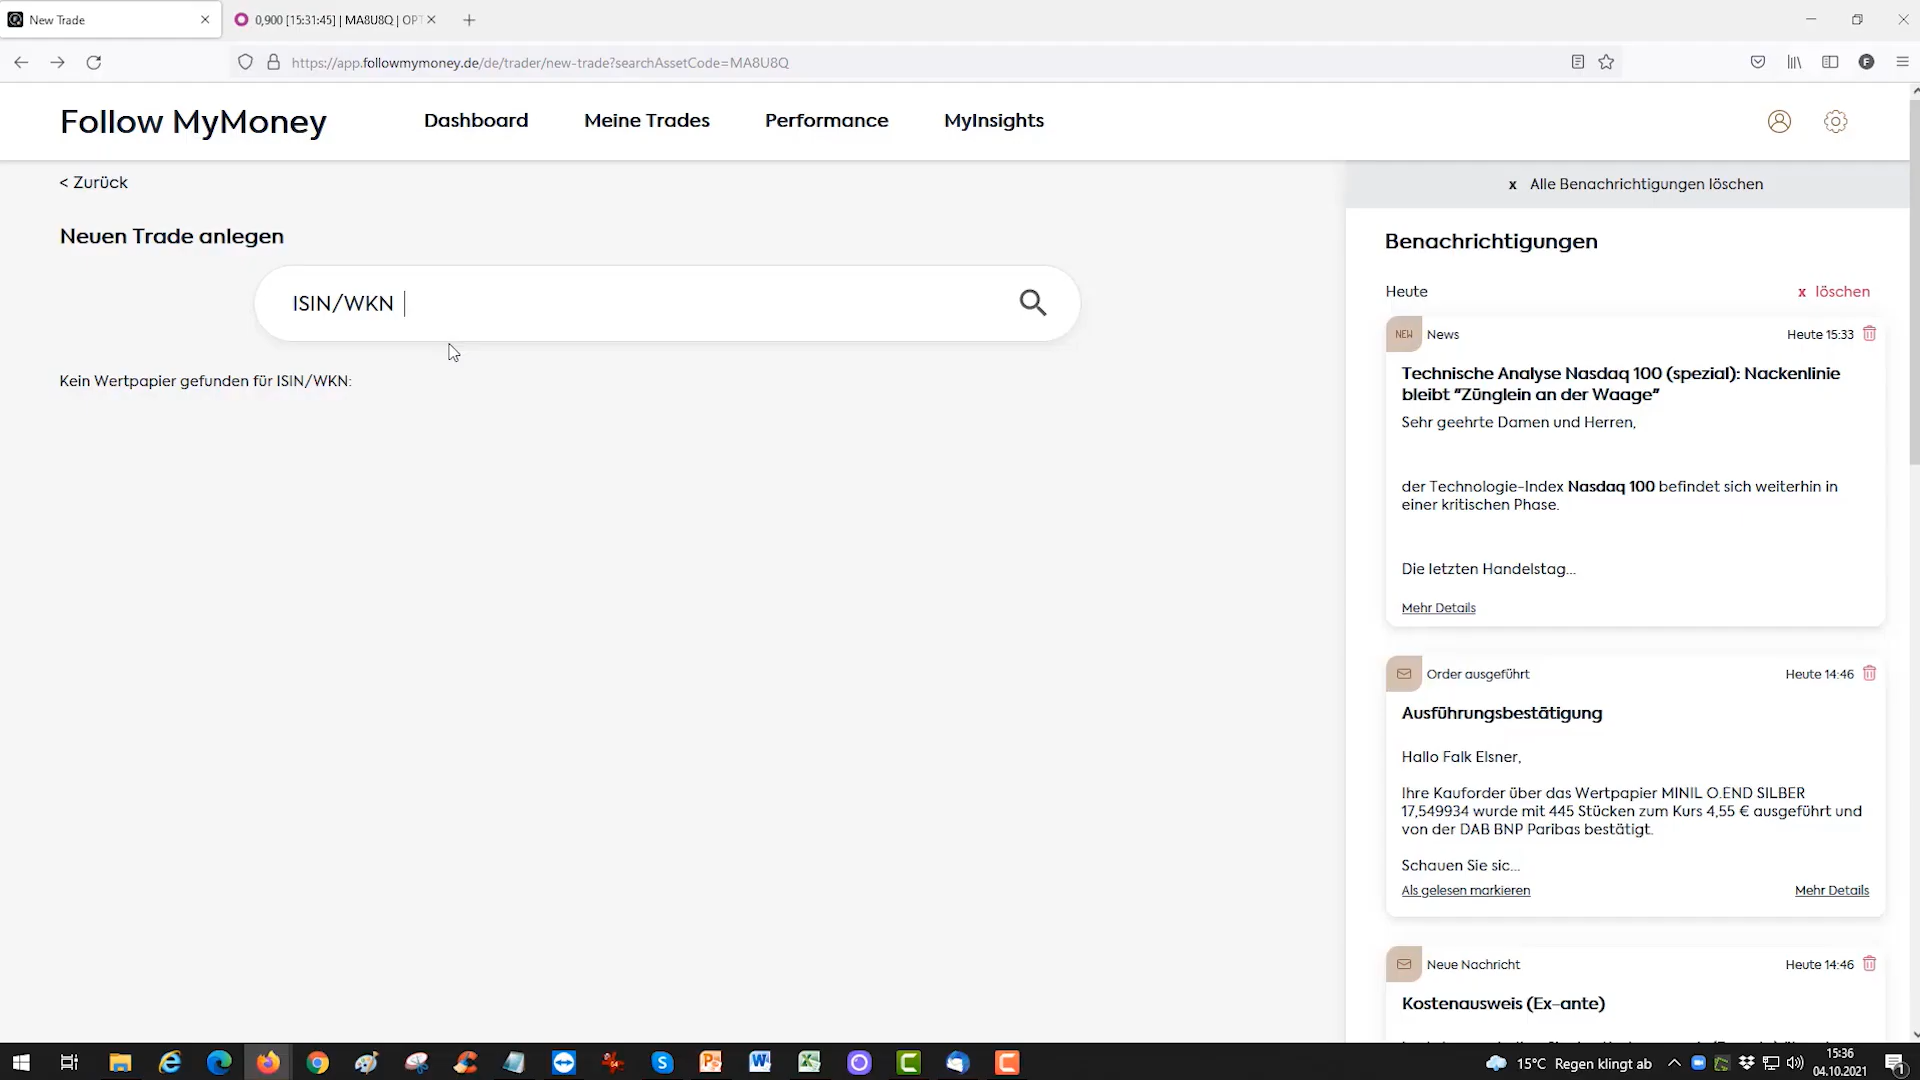 New Trade
0,900 [15:31:45] | MA8U8Q | OPT
https://app.followmymoney.de/de/trader/new-trade?searchAssetCode=MA8U8Q
Follow MyMoney
Dashboard
Meine Trades
Performance
MyInsights
< Zurück
x Alle Benachrichtigungen löschen
Neuen Trade anlegen
ISIN/WKN
Kein Wertpapier gefunden für ISIN/WKN:
Benachrichtigungen
Heute
x löschen
NEW News
Heute 15:33
Technische Analyse Nasdaq 100 (spezial): Nackenlinie
bleibt "Zünglein an der Waage"
Sehr geehrte Damen und Herren,
der Technologie-Index Nasdaq 100 befindet sich weiterhin in
einer kritischen Phase.
Die letzten Handelstag...
Mehr Details
Order ausgeführt
Heute 14:46
Ausführungsbestätigung
Hallo Falk Elsner,
Ihre Kauforder über das Wertpapier MINIL O.END SILBER
17,549934 wurde mit 445 Stücken zum Kurs 4,55 € ausgeführt und
von der DAB BNP Paribas bestätigt.
Schauen Sie sic...
Als gelesen markieren
Mehr Details
Neue Nachricht
Heute 14:46
Kostenausweis (Ex-ante)
15°C Regen klingt ab
15:36
04.10.2021